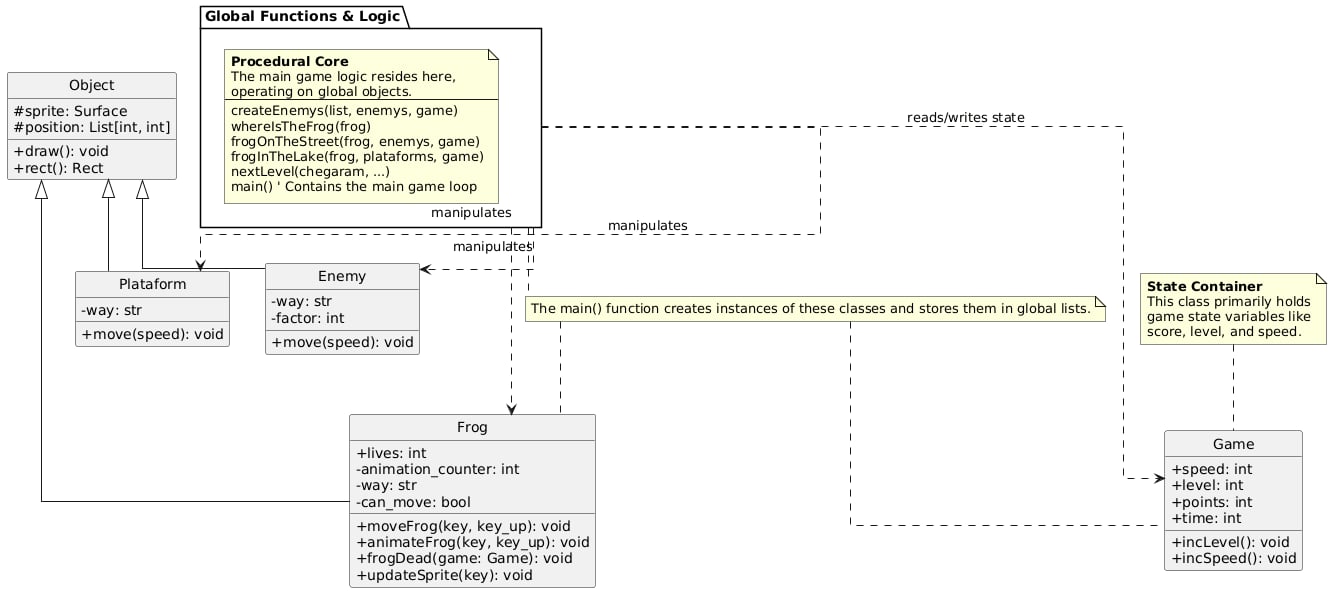 Global Functions & Logic
Procedural Core
The main game logic resides here,
operating on global objects.
createEnemys(list, enemys, game)
whereIsTheFrog(frog)
frogOnTheStreet(frog, enemys, game)
frogInTheLake(frog, plataforms, game)
nextLevel(chegaram, ...)
main() ' Contains the main game loop
Object
#sprite: Surface
#position: List[int, int]
+draw(): void
+rect(): Rect
reads/writes state
manipulates
manipulates
manipulates
Plataform
-way: str
+move(speed): void
Enemy
-way: str
-factor: int
+move(speed): void
The main() function creates instances of these classes and stores them in global lists.
State Container
This class primarily holds
game state variables like
score, level, and speed.
Frog
+lives: int
-animation_counter: int
-way: str
-can_move: bool
+moveFrog(key, key_up): void
+animateFrog(key, key_up): void
+frogDead(game: Game): void
+updateSprite(key): void
Game
+speed: int
+level: int
+points: int
+time: int
+incLevel(): void
+incSpeed(): void